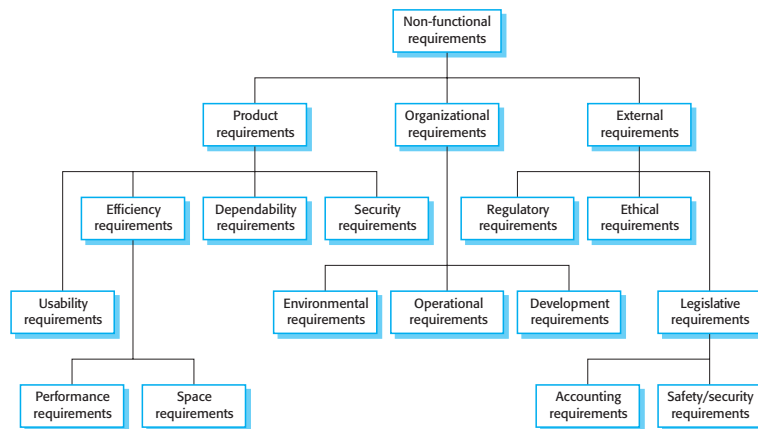 Non-functional
requirements
Product
requirements
Organizational
requirements
External
requirements
Efficiency
requirements
Dependability
requirements
Security
requirements
Regulatory
requirements
Ethical
requirements
Usability
requirements
Environmental
requirements
Operational
requirements
Development
requirements
Legislative
requirements
Performance
requirements
Space
requirements
Accounting
requirements
Safety/security
requirements